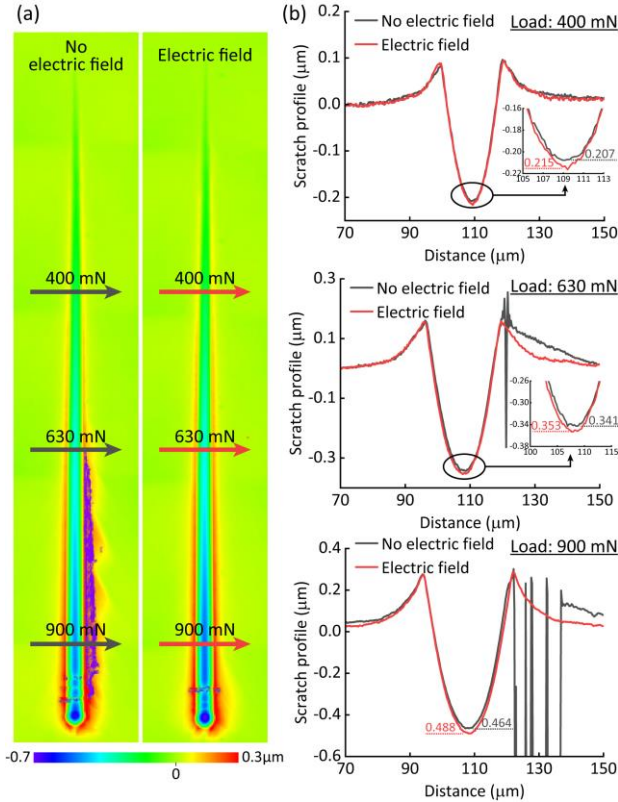 (a)
No
electric field
Electric field
400 mN
400 mN
630 mN
630 mN
900 mN
900 mN
-0.7
0
0.3μm
(b)
No electric field
Electric field
Load: 400 mN
Scratch profile (μm)
0.2
0.1
0.0
-0.1
-0.2
-0.16
-0.18
-0.20
-0.22
0.215
0.207
105 107 109 111 113
70 90 110 130 150
Distance (μm)
No electric field
Electric field
Load: 630 mN
Scratch profile (μm)
0.3
0.1
-0.1
-0.3
-0.26
-0.30
-0.34
-0.38
0.353
0.341
100 105 107 110 115
70 90 110 130 150
Distance (μm)
No electric field
Electric field
Load: 900 mN
Scratch profile (μm)
0.4
0.2
0.0
-0.2
-0.4
-0.6
0.488
0.464
70 90 110 130 150
Distance (μm)